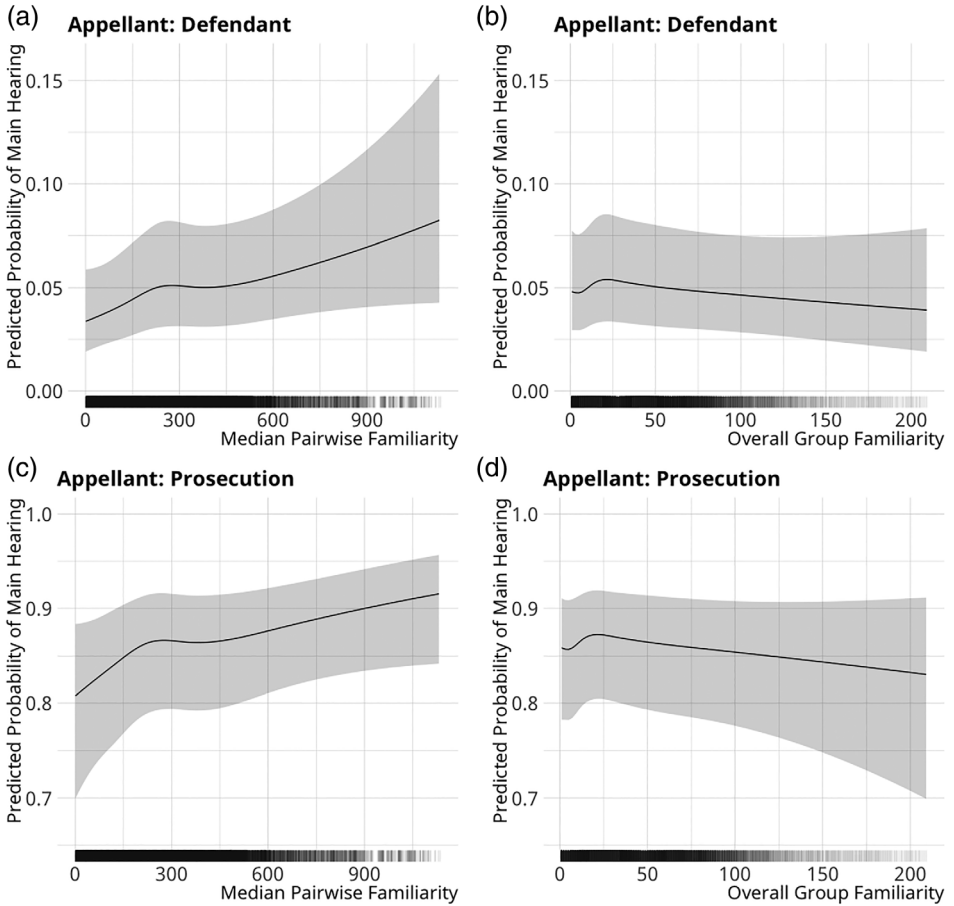 (a) Appellant: Defendant
Predicted Probability of Main Hearing
0.15
0.10
0.05
0.00
0 300 600 900
Median Pairwise Familiarity
(b) Appellant: Defendant
Predicted Probability of Main Hearing
0.15
0.10
0.05
0.00
0 50 100 150 200
Overall Group Familiarity
(c) Appellant: Prosecution
Predicted Probability of Main Hearing
1.0
0.9
0.8
0.7
0 300 600 900
Median Pairwise Familiarity
(d) Appellant: Prosecution
Predicted Probability of Main Hearing
1.0
0.9
0.8
0.7
0 50 100 150 200
Overall Group Familiarity